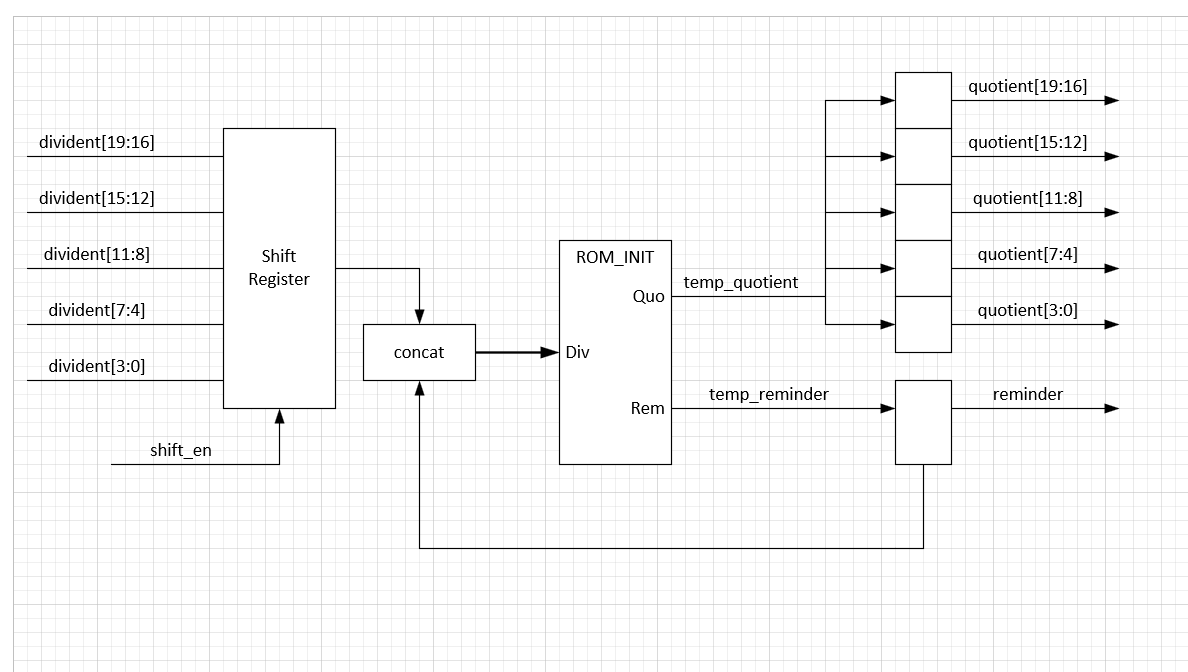 quotient[19:16]
divident[19:16]
quotient[15:12]
divident[15:12]
quotient[11:8]
divident[11:8]
Shift
Register
ROM_INIT
quotient[7:4]
temp_quotient
Quo
divident[7:4]
quotient[3:0]
concat
Div
divident[3:0]
temp_reminder
Rem
reminder
shift_en